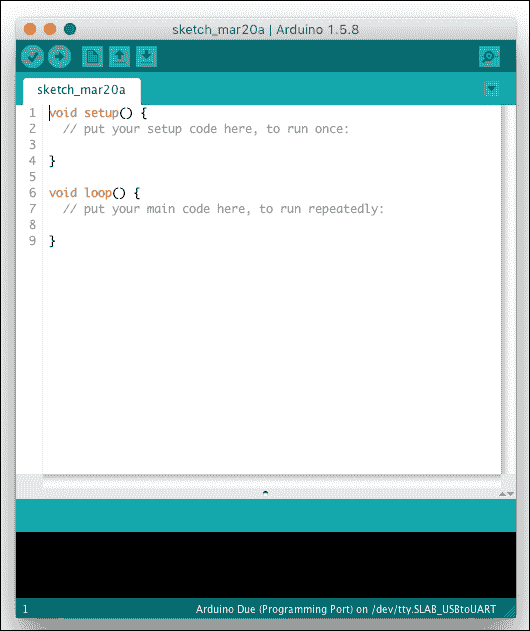 sketch_mar20a | Arduino 1.5.8
sketch_mar20a
1 void setup() {
2 // put your setup code here, to run once:
3
4 }
5
6 void loop() {
7 // put your main code here, to run repeatedly:
8
9 }
1 Arduino Due (Programming Port) on /dev/tty.SLAB_USBtoUART